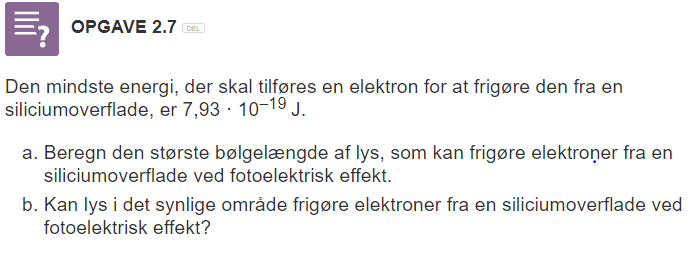 OPGAVE 2.7 DEL
Den mindste energi, der skal tilføres en elektron for at frigøre den fra en
siliciumoverflade, er 7,93 · 10⁻¹⁹ J.
a. Beregn den største bølgelængde af lys, som kan frigøre elektroner fra en
siliciumoverflade ved fotoelektrisk effekt.
b. Kan lys i det synlige område frigøre elektroner fra en siliciumoverflade ved
fotoelektrisk effekt?